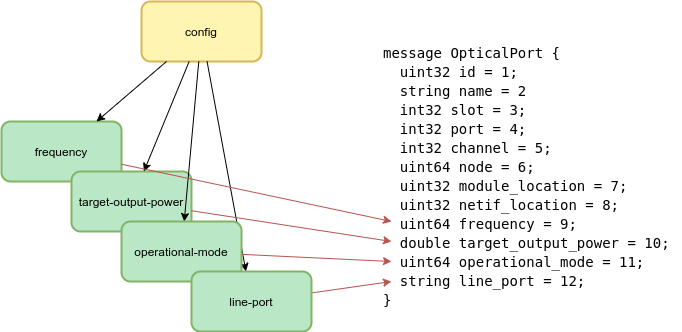 config
frequency
target-output-power
operational-mode
line-port
message OpticalPort {
  uint32 id = 1;
  string name = 2
  int32 slot = 3;
  int32 port = 4;
  int32 channel = 5;
  uint64 node = 6;
  uint32 module_location = 7;
  uint32 netif_location = 8;
  uint64 frequency = 9;
  double target_output_power = 10;
  uint64 operational_mode = 11;
  string line_port = 12;
}